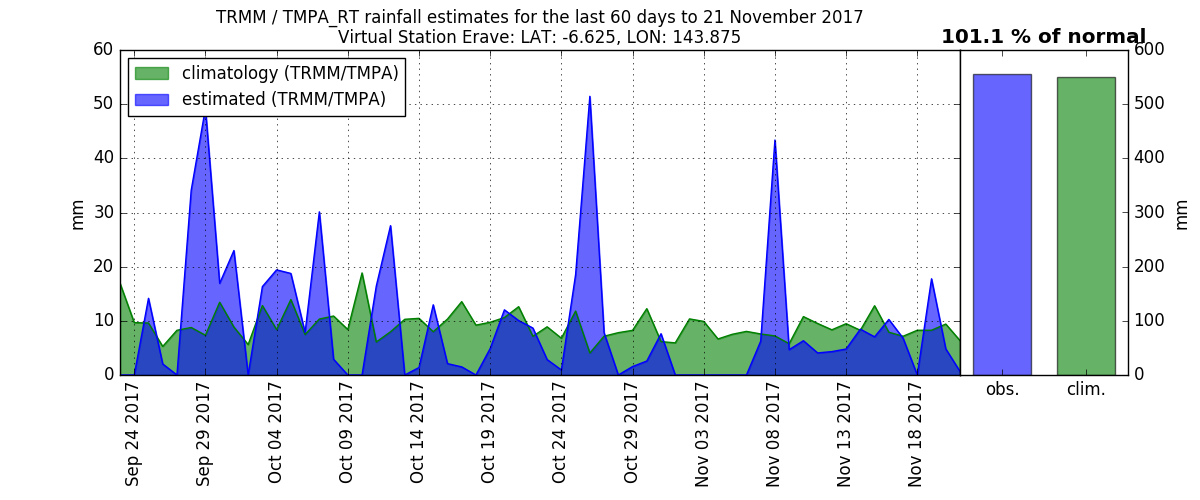 TRMM / TMPA_RT rainfall estimates for the last 60 days to 21 November 2017
Virtual Station Erave: LAT: -6.625, LON: 143.875
101.1 % of normal
climatology (TRMM/TMPA)
estimated (TRMM/TMPA)
60
50
40
30
20
10
0
mm
600
500
400
300
200
100
0
mm
Sep 24 2017
Sep 29 2017
Oct 04 2017
Oct 09 2017
Oct 14 2017
Oct 19 2017
Oct 24 2017
Oct 29 2017
Nov 03 2017
Nov 08 2017
Nov 13 2017
Nov 18 2017
obs.
clim.